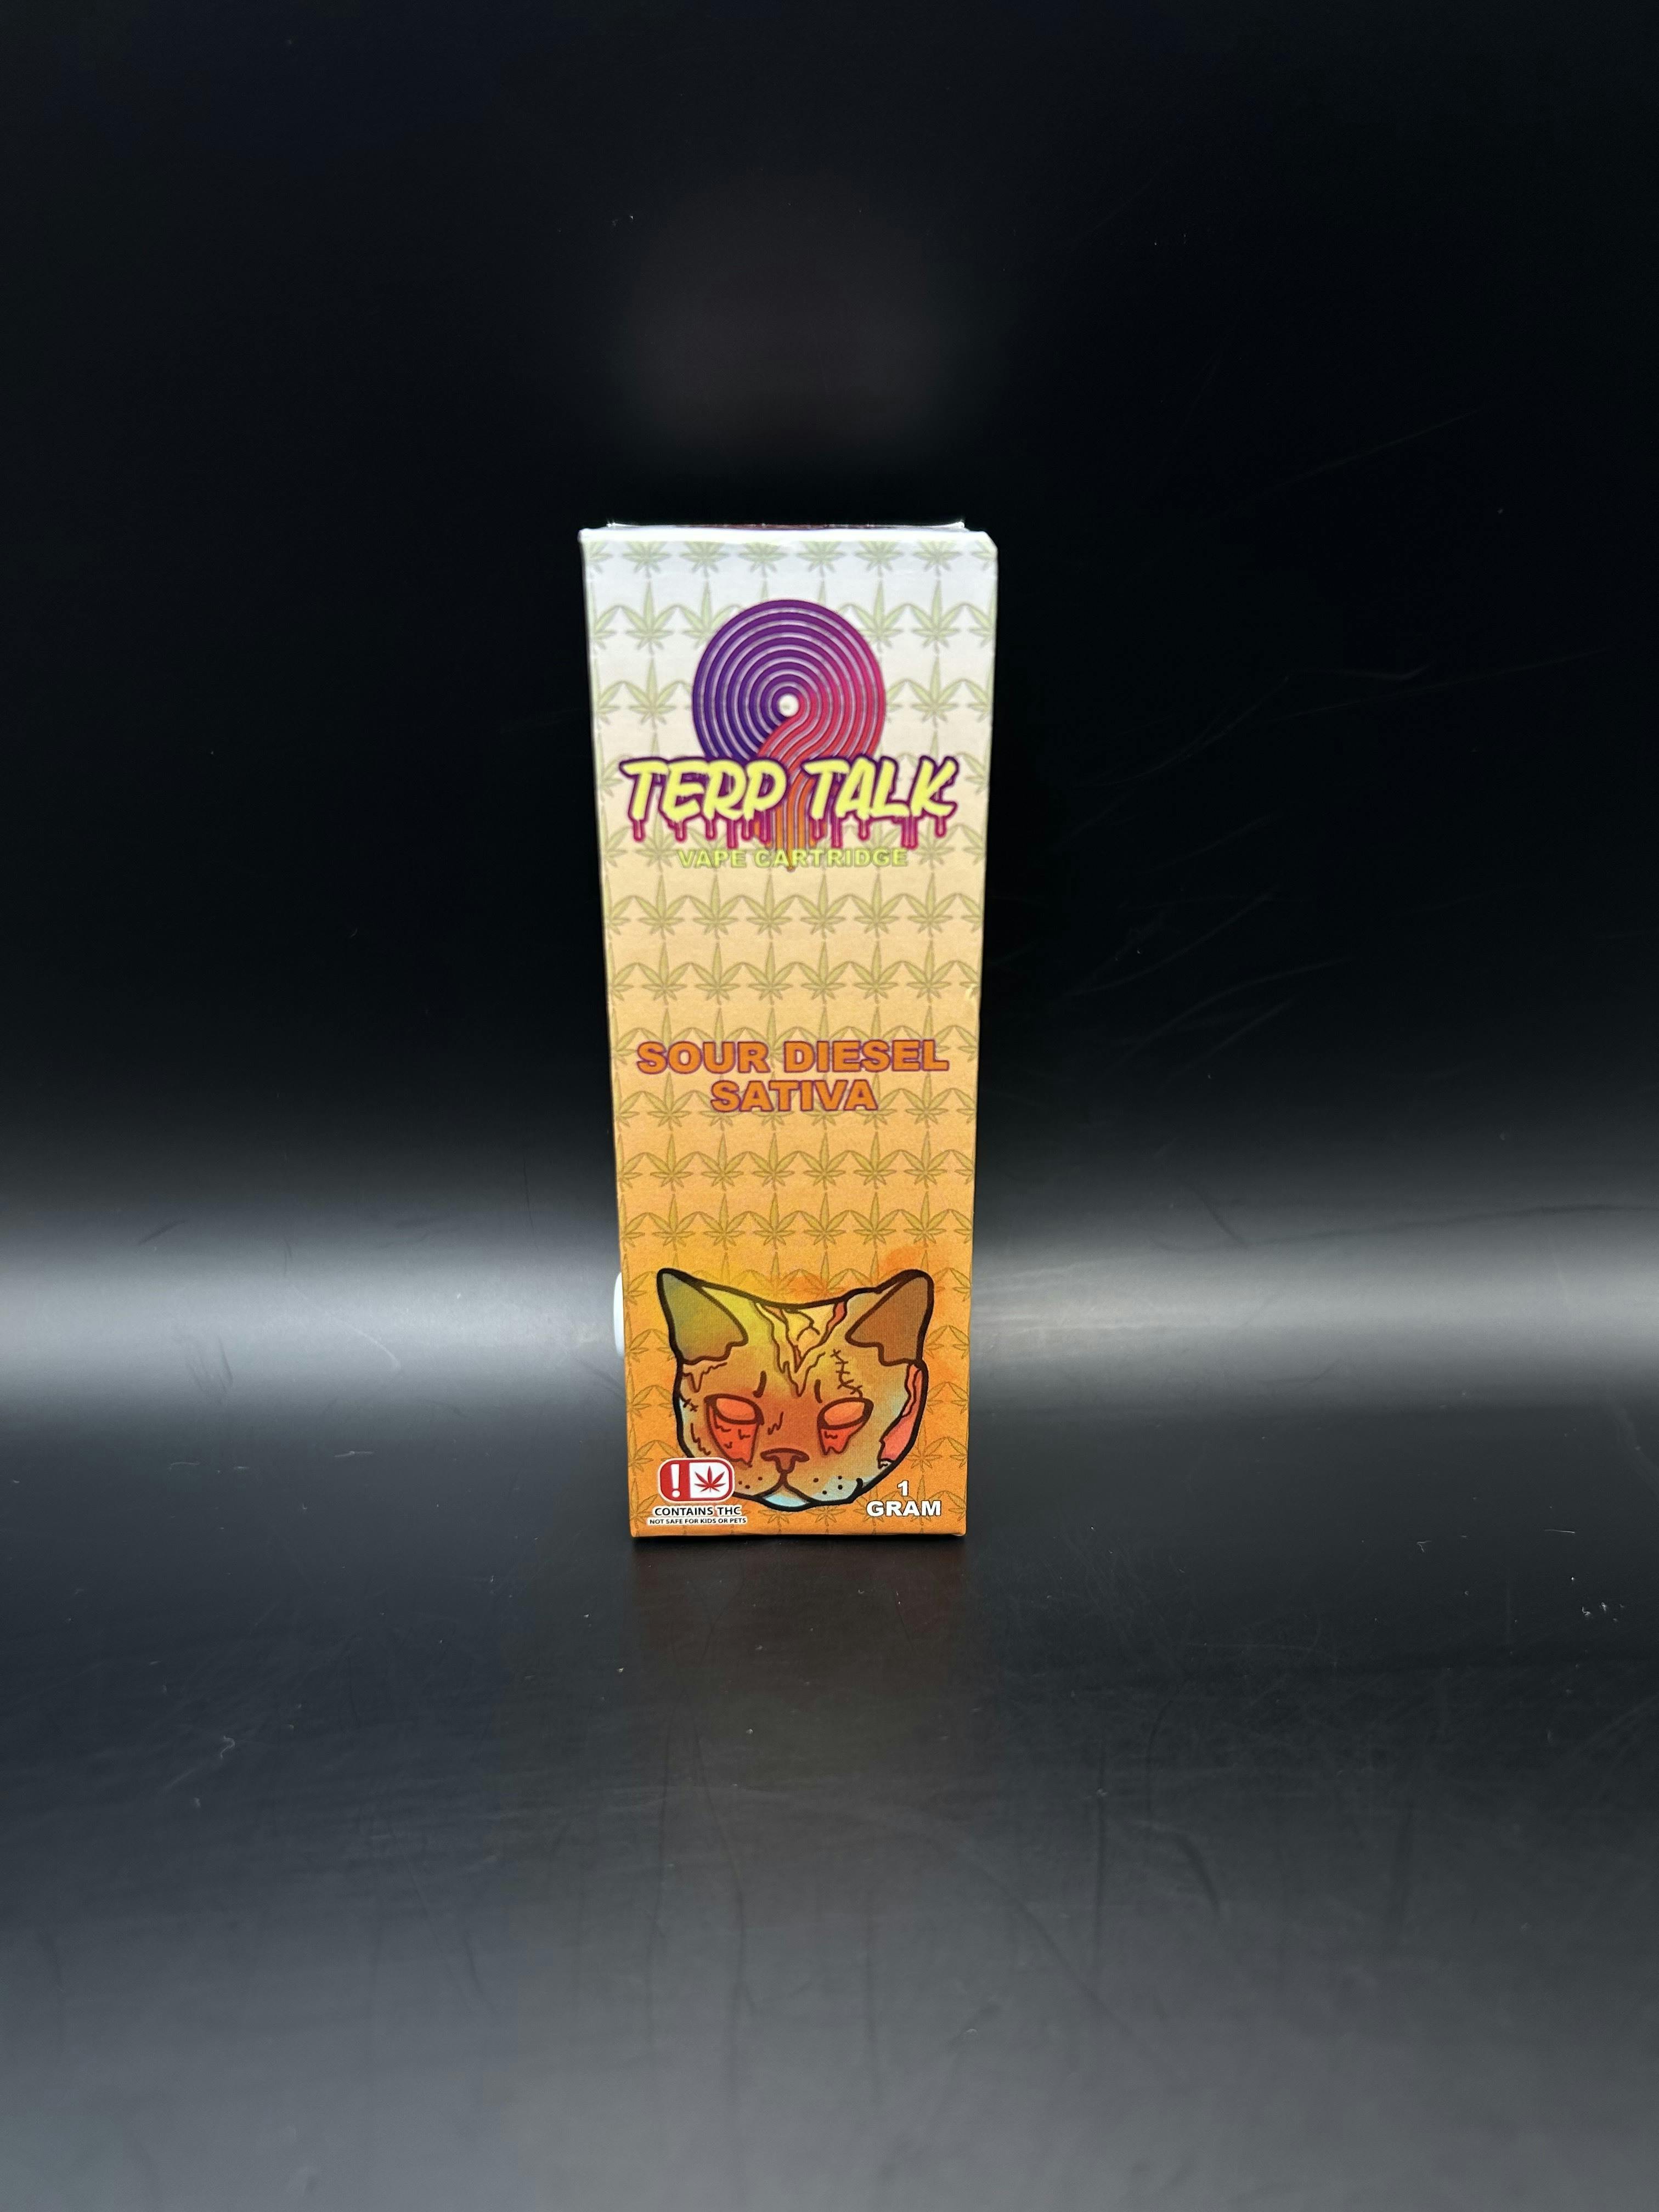 TERP TALK
VAPE CARTRIDGE
SOUR DIESEL
SATIVA
!
CONTAINS THC
NOT SAFE FOR KIDS OR PETS
1
GRAM